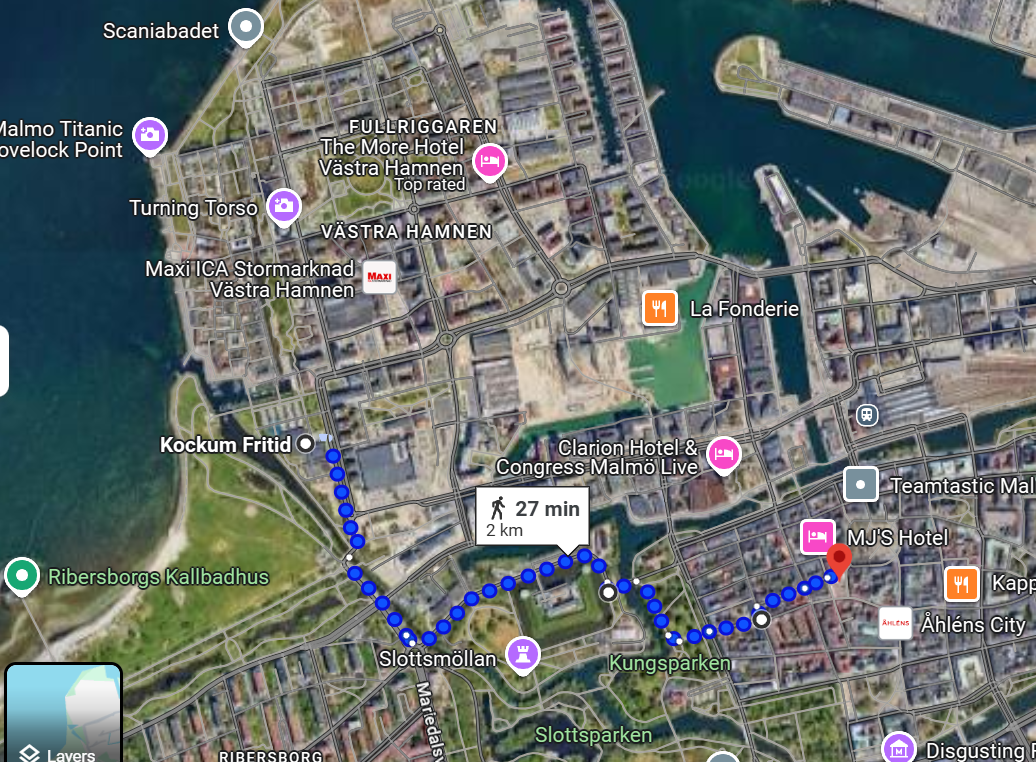 Scaniabadet
Malmo Titanic
ovelock Point
FULLRIGGAREN
The More Hotel
Västra Hamnen
Top rated
Turning Torso
VÄSTRA HAMNEN
Maxi ICA Stormarknad
Västra Hamnen
MAXI
Google
La Fonderie
Kockum Fritid
Clarion Hotel &
Congress Malmö Live
Teamtastic Mal
27 min
2 km
MJ'S Hotel
Ribersborgs Kallbadhus
Kapp
ÅHLÉNS
Åhléns City
Slottsmöllan
Kungsparken
Mariedalsv
Slottsparken
Layers
RIBERSBORG
Disgusting F